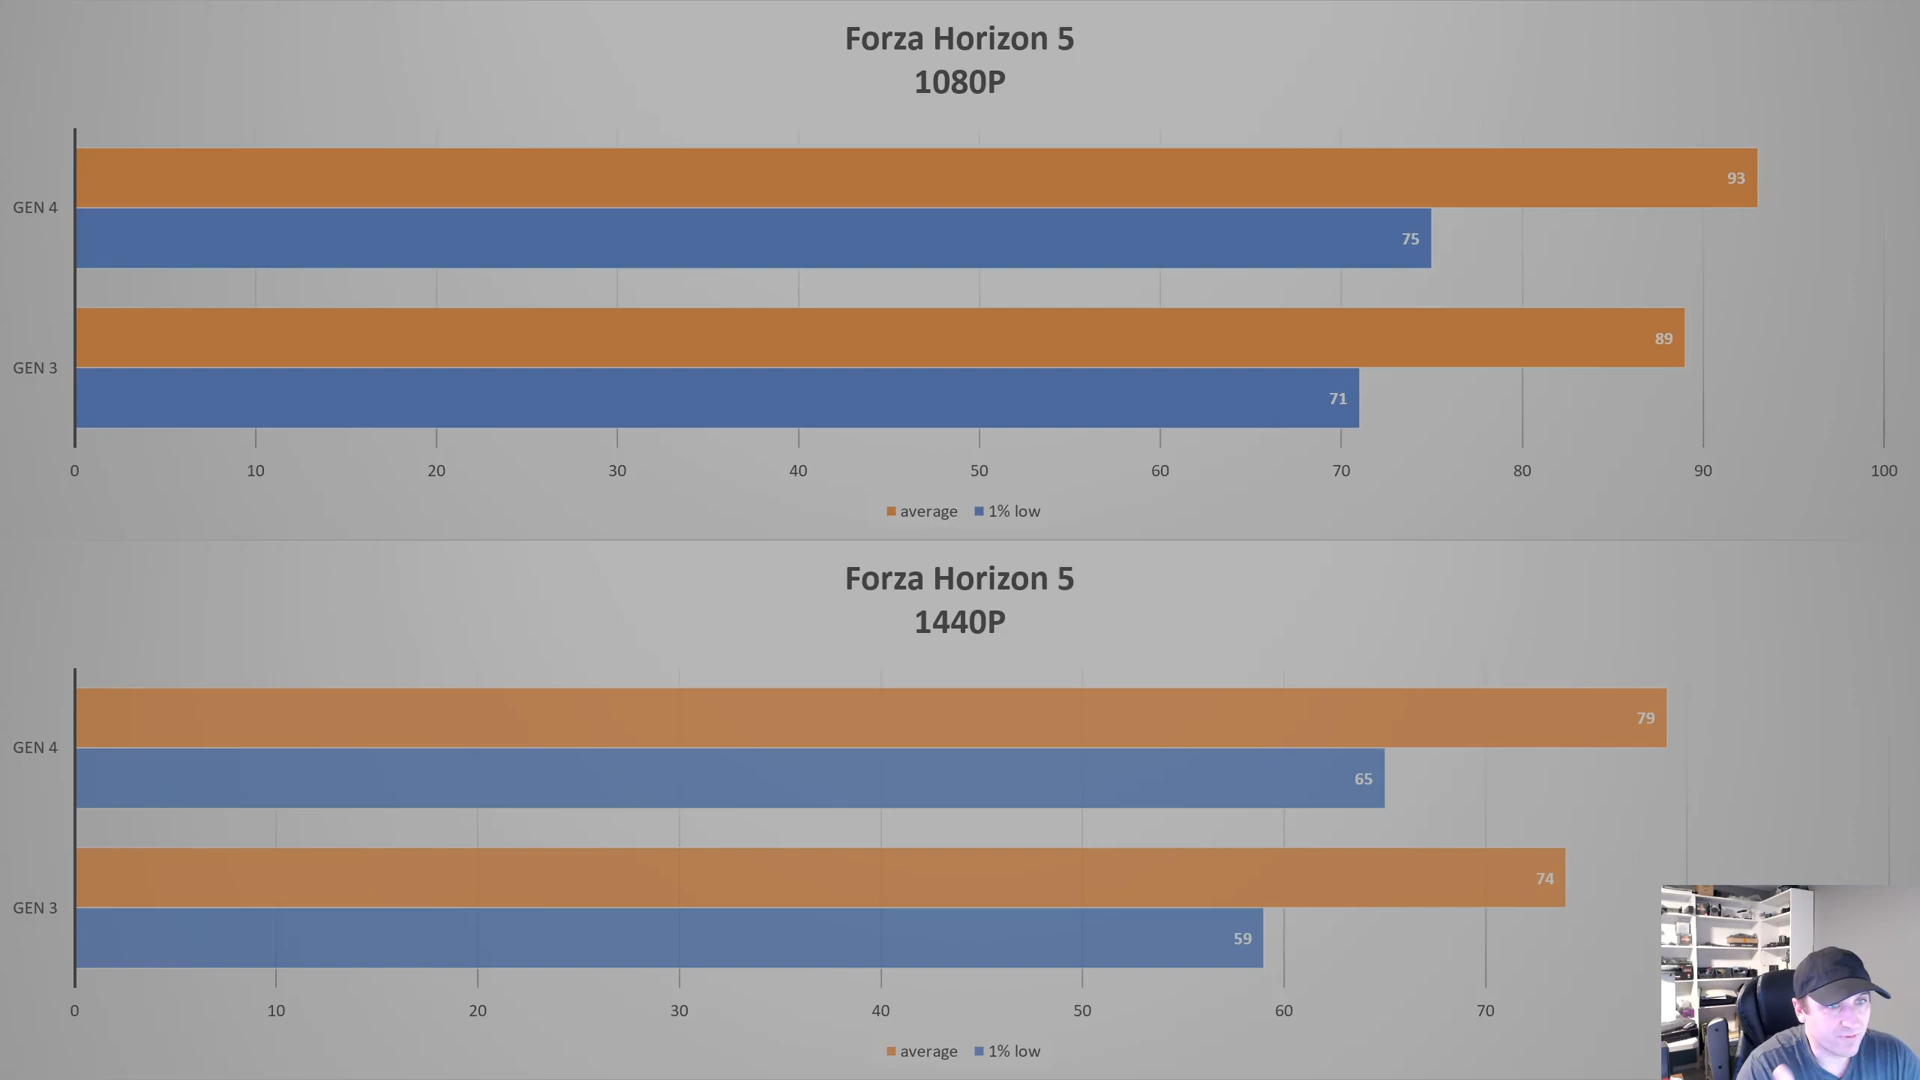 Forza Horizon 5
1080P
GEN 4
93
75
GEN 3
89
71
0 10 20 30 40 50 60 70 80 90 100
average 1% low
Forza Horizon 5
1440P
GEN 4
79
65
GEN 3
74
59
0 10 20 30 40 50 60 70
average 1% low